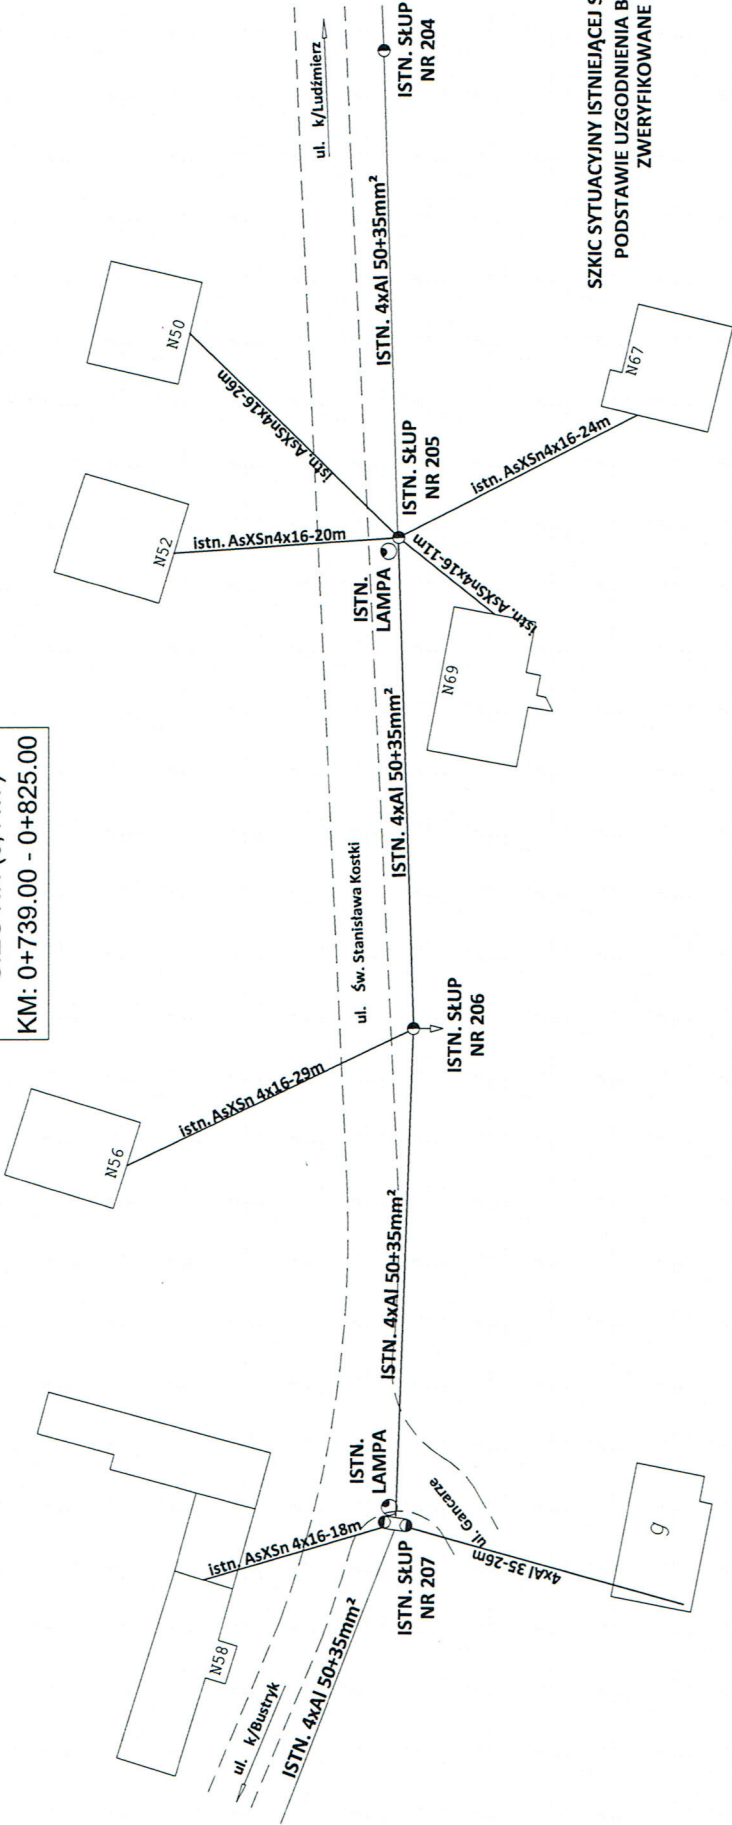 KM: 0+739.00 - 0+825.00
N58
istn. AsXSn 4x16-18m
ul. k/Bustryk
ISTN. 4xAl 50+35mm²
ISTN. SŁUP
NR 207
ISTN.
LAMPA
ul. Gancarze
4xAl 35-26m
g
ISTN. 4xAl 50+35mm²
N56
istn. AsXSn 4x16-29m
ISTN. SŁUP
NR 206
ul. Św. Stanisława Kostki
ISTN. 4xAl 50+35mm²
N52
istn. AsXSn4x16-20m
N50
istn. AsXSn4x16-26m
ISTN.
LAMPA
ISTN. SŁUP
NR 205
N69
istn. AsXSn4x16-11m
istn. AsXSn4x16-24m
N67
ISTN. 4xAl 50+35mm²
ul. k/Ludźmierz
ISTN. SŁUP
NR 204
SZKIC SYTUACYJNY ISTNIEJĄCEJ S
PODSTAWIE UZGODNIENIA B
ZWERYFIKOWANE